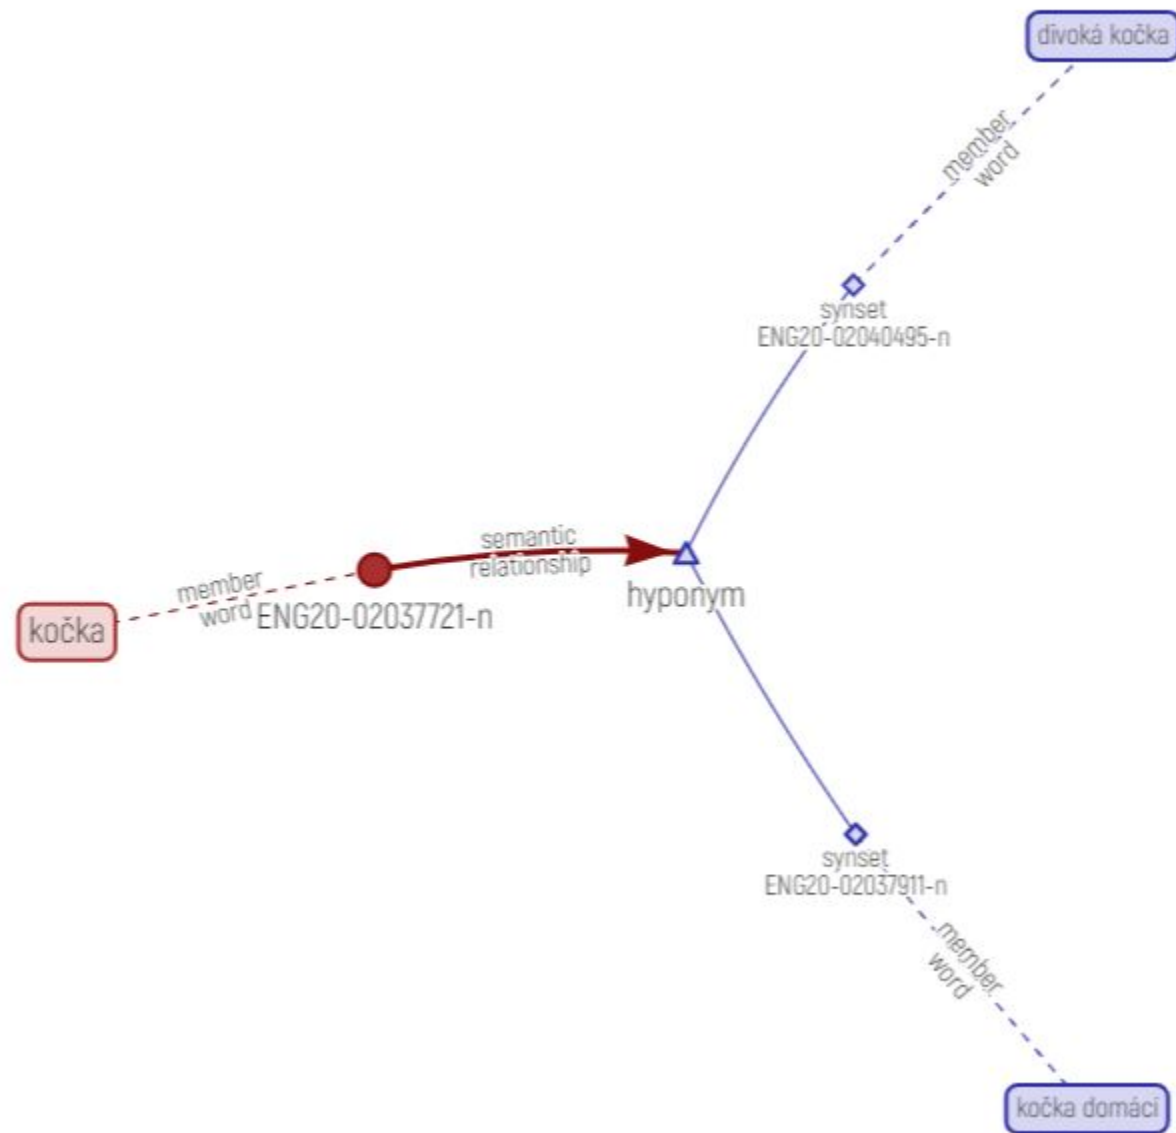 divoká kočka
member
word
synset
ENG20-02040495-n
semantic
relationship
hyponym
member
word
ENG20-02037721-n
kočka
synset
ENG20-02037911-n
member
word
kočka domácí